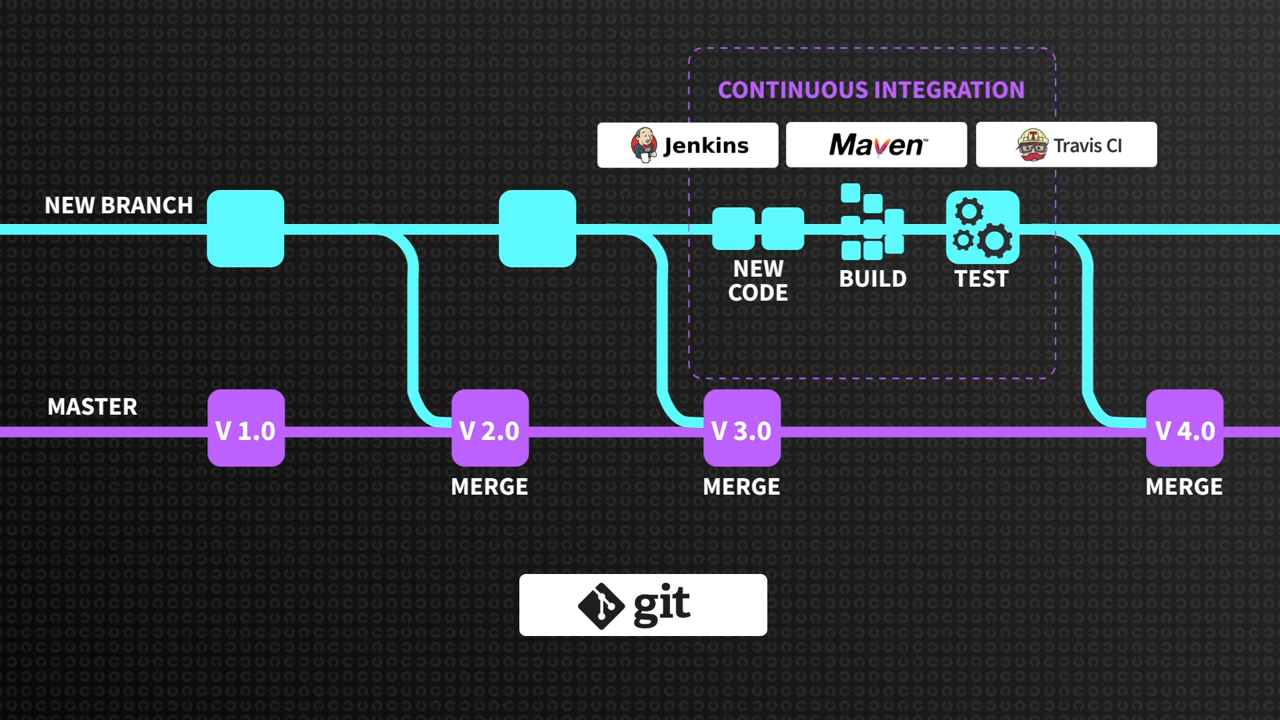 CONTINUOUS INTEGRATION
Jenkins
Maven™
Travis CI
NEW BRANCH
NEW
CODE
BUILD
TEST
MASTER
V 1.0
V 2.0
V 3.0
V 4.0
MERGE
MERGE
MERGE
git